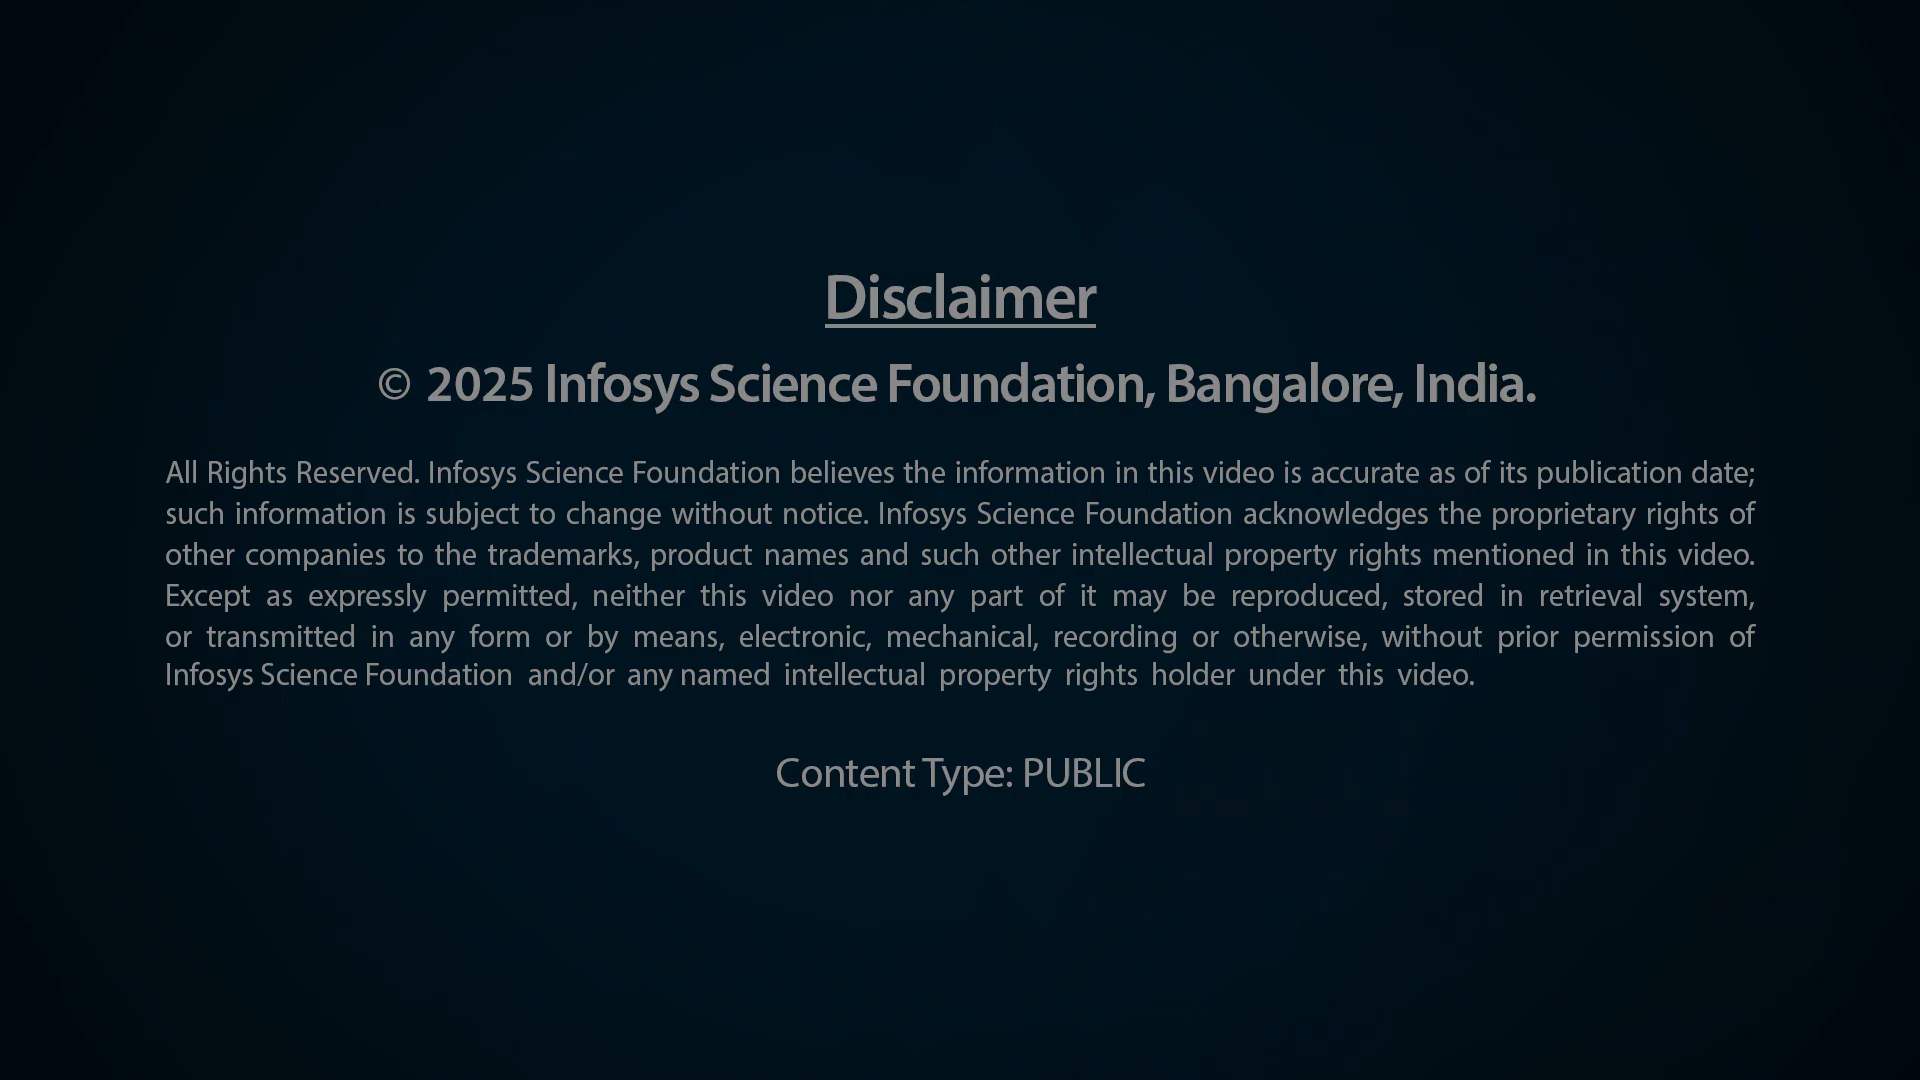 Disclaimer
© 2025 Infosys Science Foundation, Bangalore, India.
All Rights Reserved. Infosys Science Foundation believes the information in this video is accurate as of its publication date;
such information is subject to change without notice. Infosys Science Foundation acknowledges the proprietary rights of
other companies to the trademarks, product names and such other intellectual property rights mentioned in this video.
Except as expressly permitted, neither this video nor any part of it may be reproduced, stored in retrieval system,
or transmitted in any form or by means, electronic, mechanical, recording or otherwise, without prior permission of
Infosys Science Foundation and/or any named intellectual property rights holder under this video.
Content Type: PUBLIC